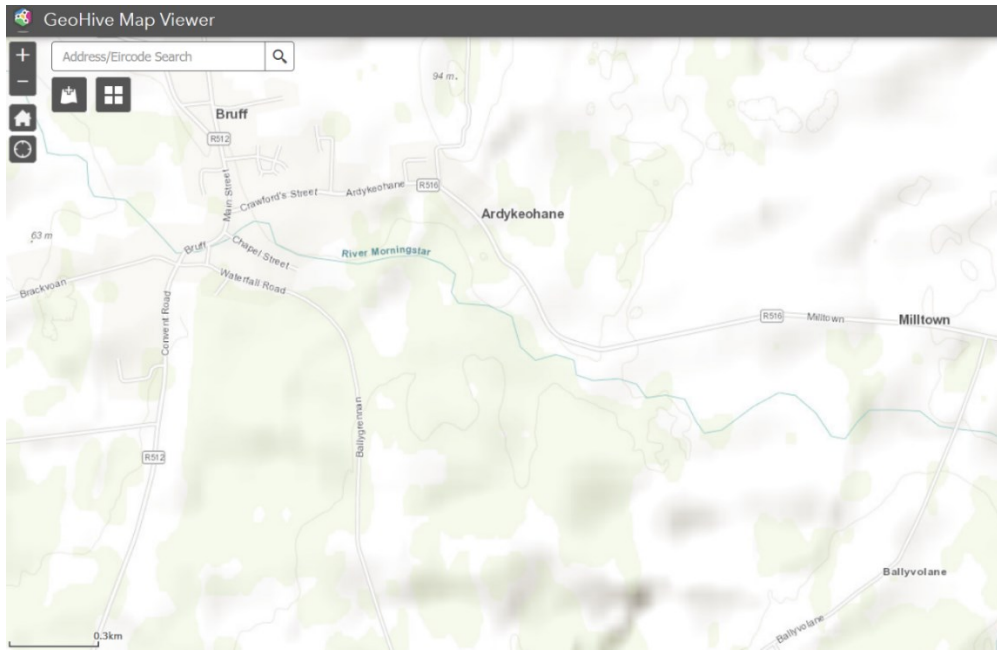 GeoHive Map Viewer
+
Address/Eircode Search
−
94 m.
Bruff
R512
Main Street
Crawford's Street
Ardykeohane
R516
Ardykeohane
63 m
Bruff
Chapel Street
River Morningstar
Waterfall Road
Brackvoan
Convent Road
R516
Milltown
Milltown
Ballygrennan
R512
Ballyvolane
Ballyvolane
0.3km